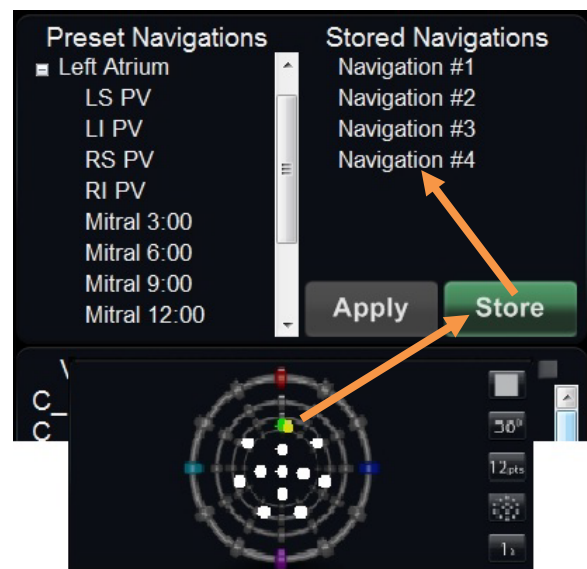 Preset Navigations
Left Atrium
LS PV
LI PV
RS PV
RI PV
Mitral 3:00
Mitral 6:00
Mitral 9:00
Mitral 12:00
Stored Navigations
Navigation #1
Navigation #2
Navigation #3
Navigation #4
Apply
Store
C_
C
12pts